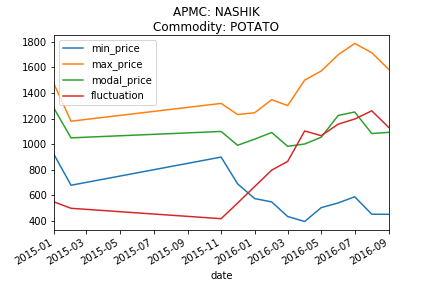 APMC: NASHIK
Commodity: POTATO
min_price
max_price
modal_price
fluctuation
1800
1600
1400
1200
1000
800
600
400
2015-01
2015-03
2015-05
2015-07
2015-09
2015-11
2016-01
2016-03
2016-05
2016-07
2016-09
date